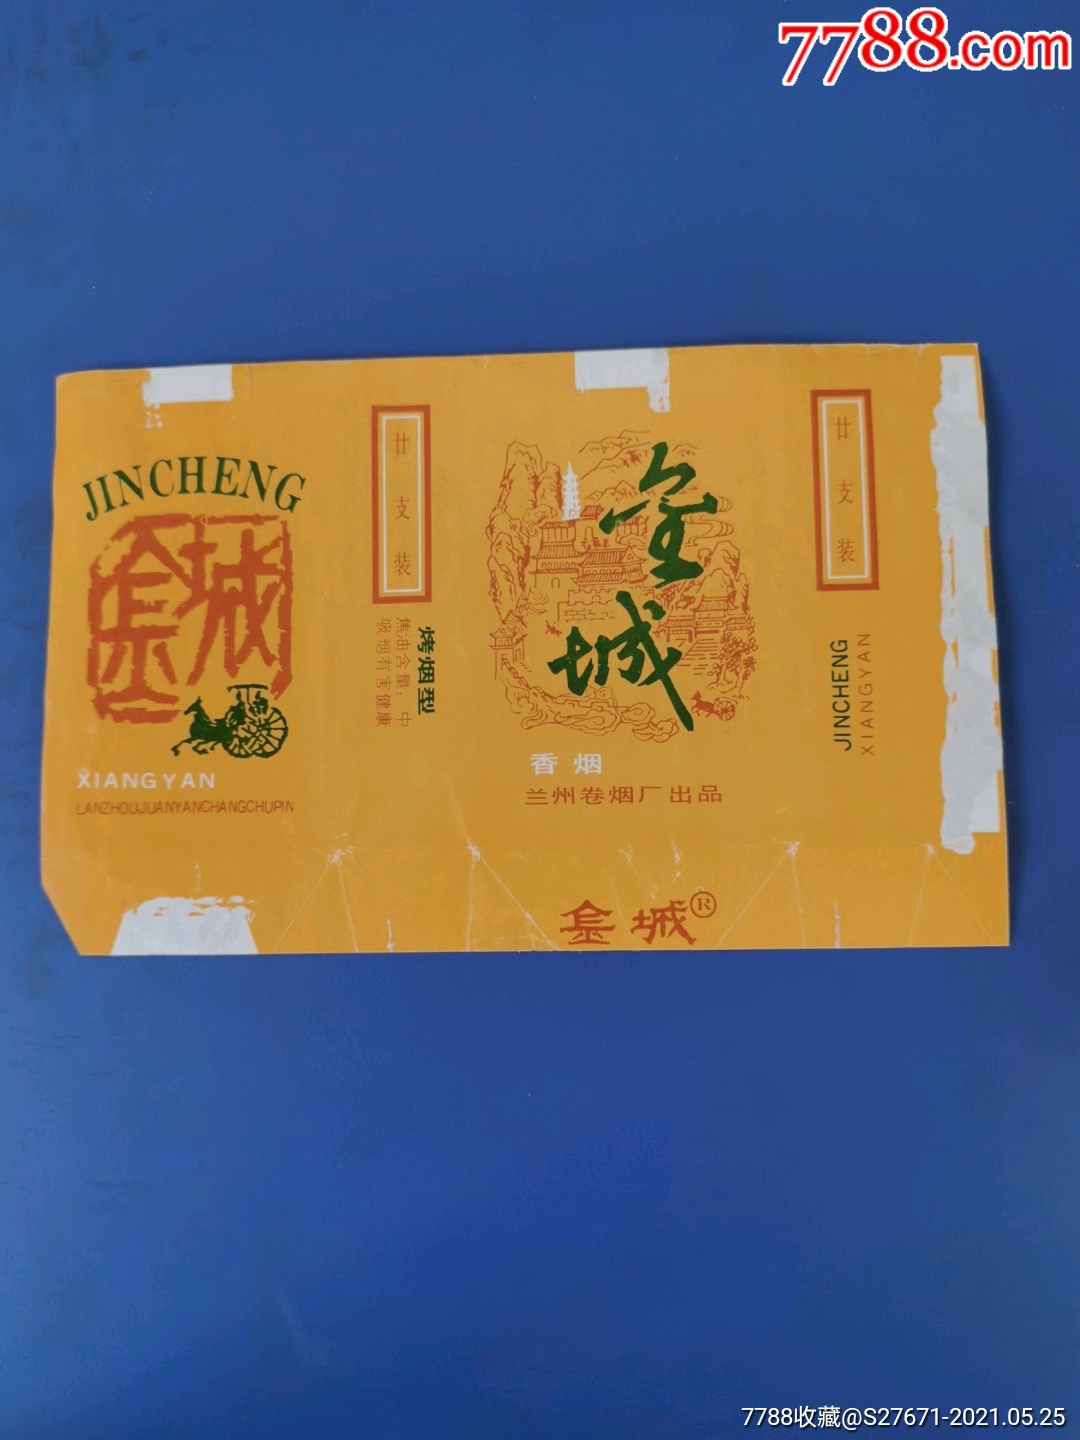 7788.com
JINCHENG
金城
XIANGYAN
LANZHOUJUANYANCHANGCHUPIN
廿支装
烤烟型
焦油含量：中
吸烟有害健康
金城
香烟
兰州卷烟厂出品
廿支装
JINCHENG
XIANGYAN
金城®
7788收藏@S27671-2021.05.25